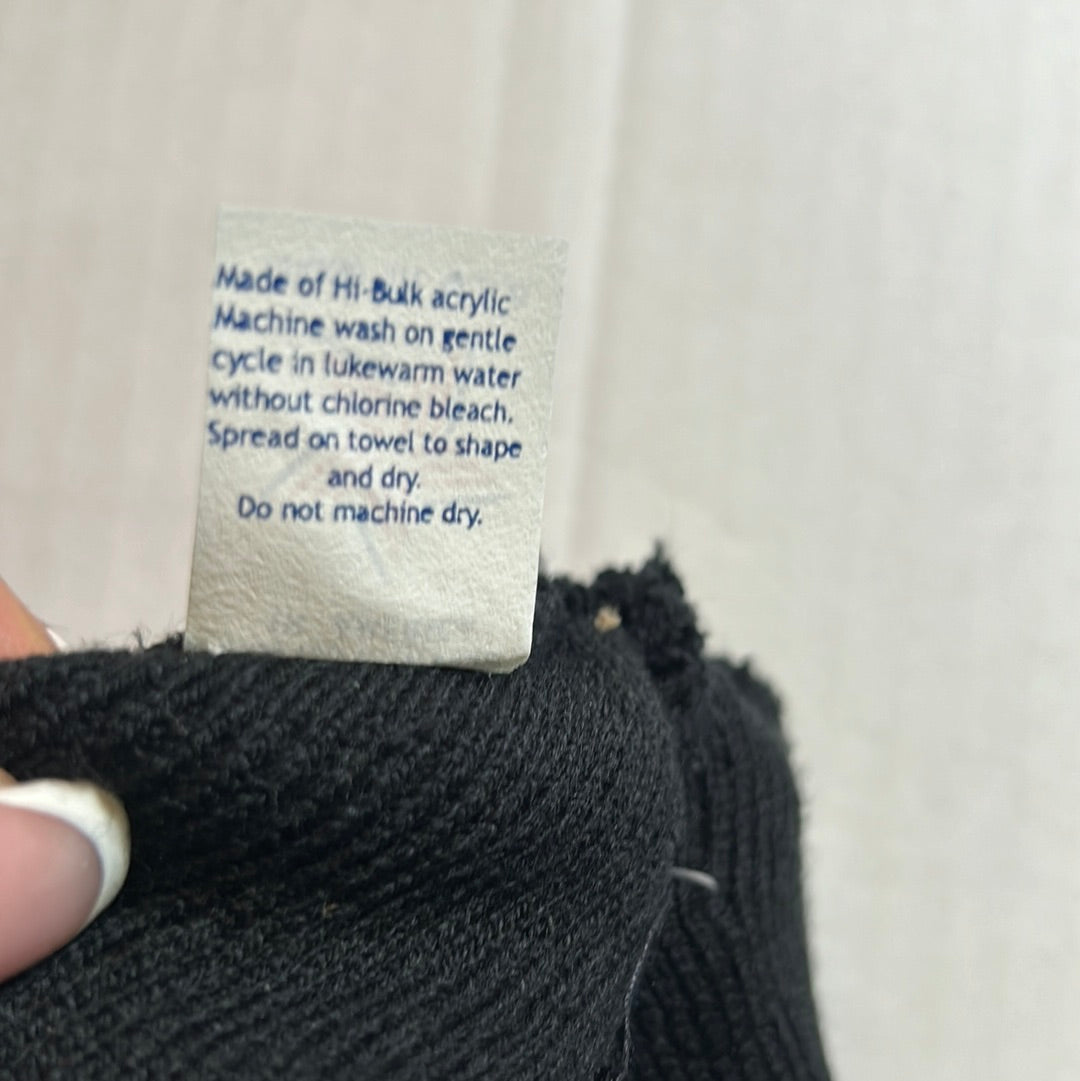 Made of Hi-Bulk acrylic
Machine wash on gentle
cycle in lukewarm water
without chlorine bleach.
Spread on towel to shape
and dry.
Do not machine dry.